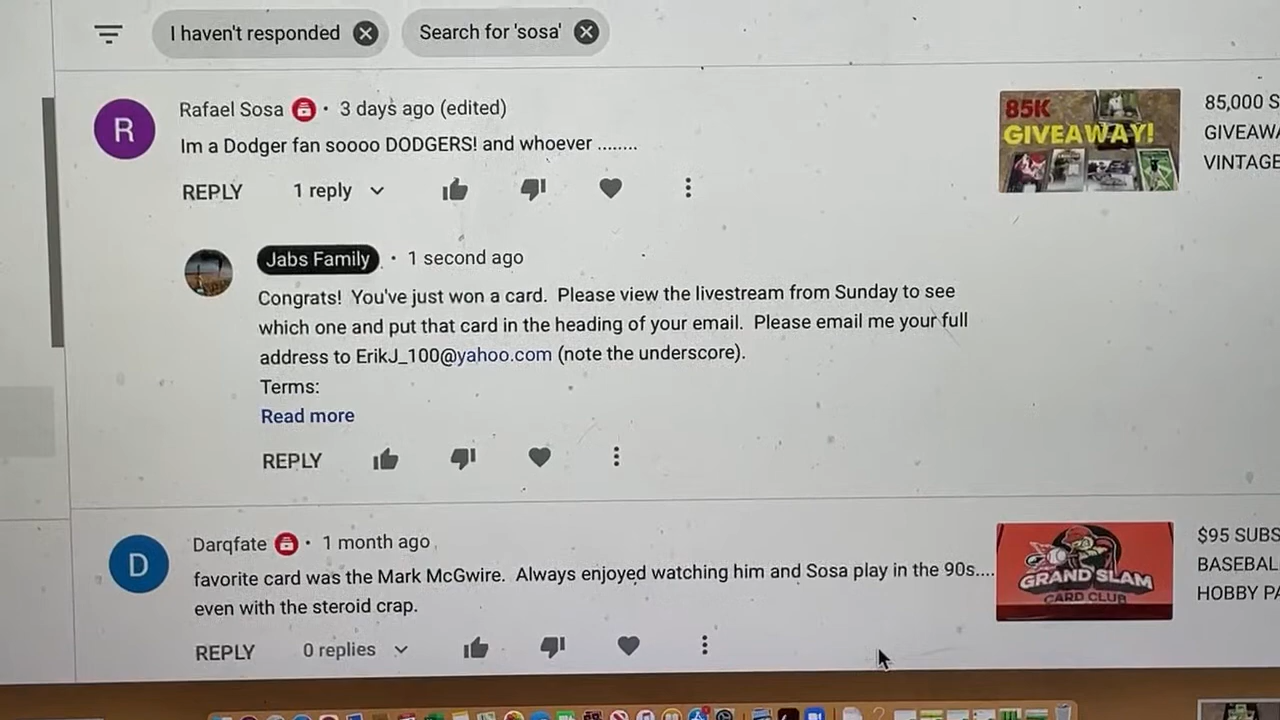 I haven't responded
Search for 'sosa'
R
Rafael Sosa · 3 days ago (edited)
Im a Dodger fan soooo DODGERS! and whoever ........
REPLY 1 reply
85K
GIVEAWAY!
85,000 S
GIVEAWA
VINTAGE
Jabs Family · 1 second ago
Congrats! You've just won a card. Please view the livestream from Sunday to see
which one and put that card in the heading of your email. Please email me your full
address to ErikJ_100@yahoo.com (note the underscore).
Terms:
Read more
REPLY
D
Darqfate · 1 month ago
favorite card was the Mark McGwire. Always enjoyed watching him and Sosa play in the 90s....
even with the steroid crap.
REPLY 0 replies
GRAND SLAM
CARD CLUB
$95 SUBS
BASEBAL
HOBBY PA